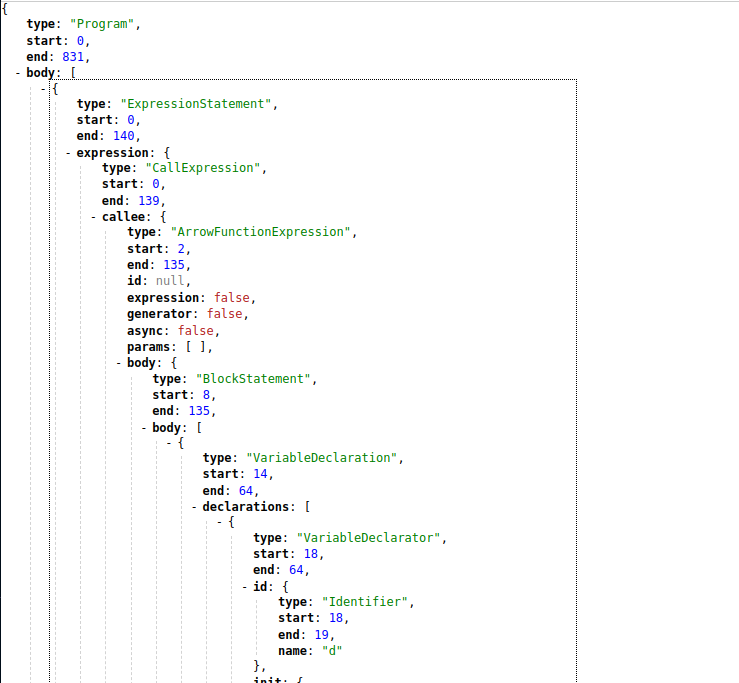 {
type: "Program",
start: 0,
end: 831,
- body: [
- {
type: "ExpressionStatement",
start: 0,
end: 140,
- expression: {
type: "CallExpression",
start: 0,
end: 139,
- callee: {
type: "ArrowFunctionExpression",
start: 2,
end: 135,
id: null,
expression: false,
generator: false,
async: false,
params: [ ],
- body: {
type: "BlockStatement",
start: 8,
end: 135,
- body: [
- {
type: "VariableDeclaration",
start: 14,
end: 64,
- declarations: [
- {
type: "VariableDeclarator",
start: 18,
end: 64,
- id: {
type: "Identifier",
start: 18,
end: 19,
name: "d"
},
init: {